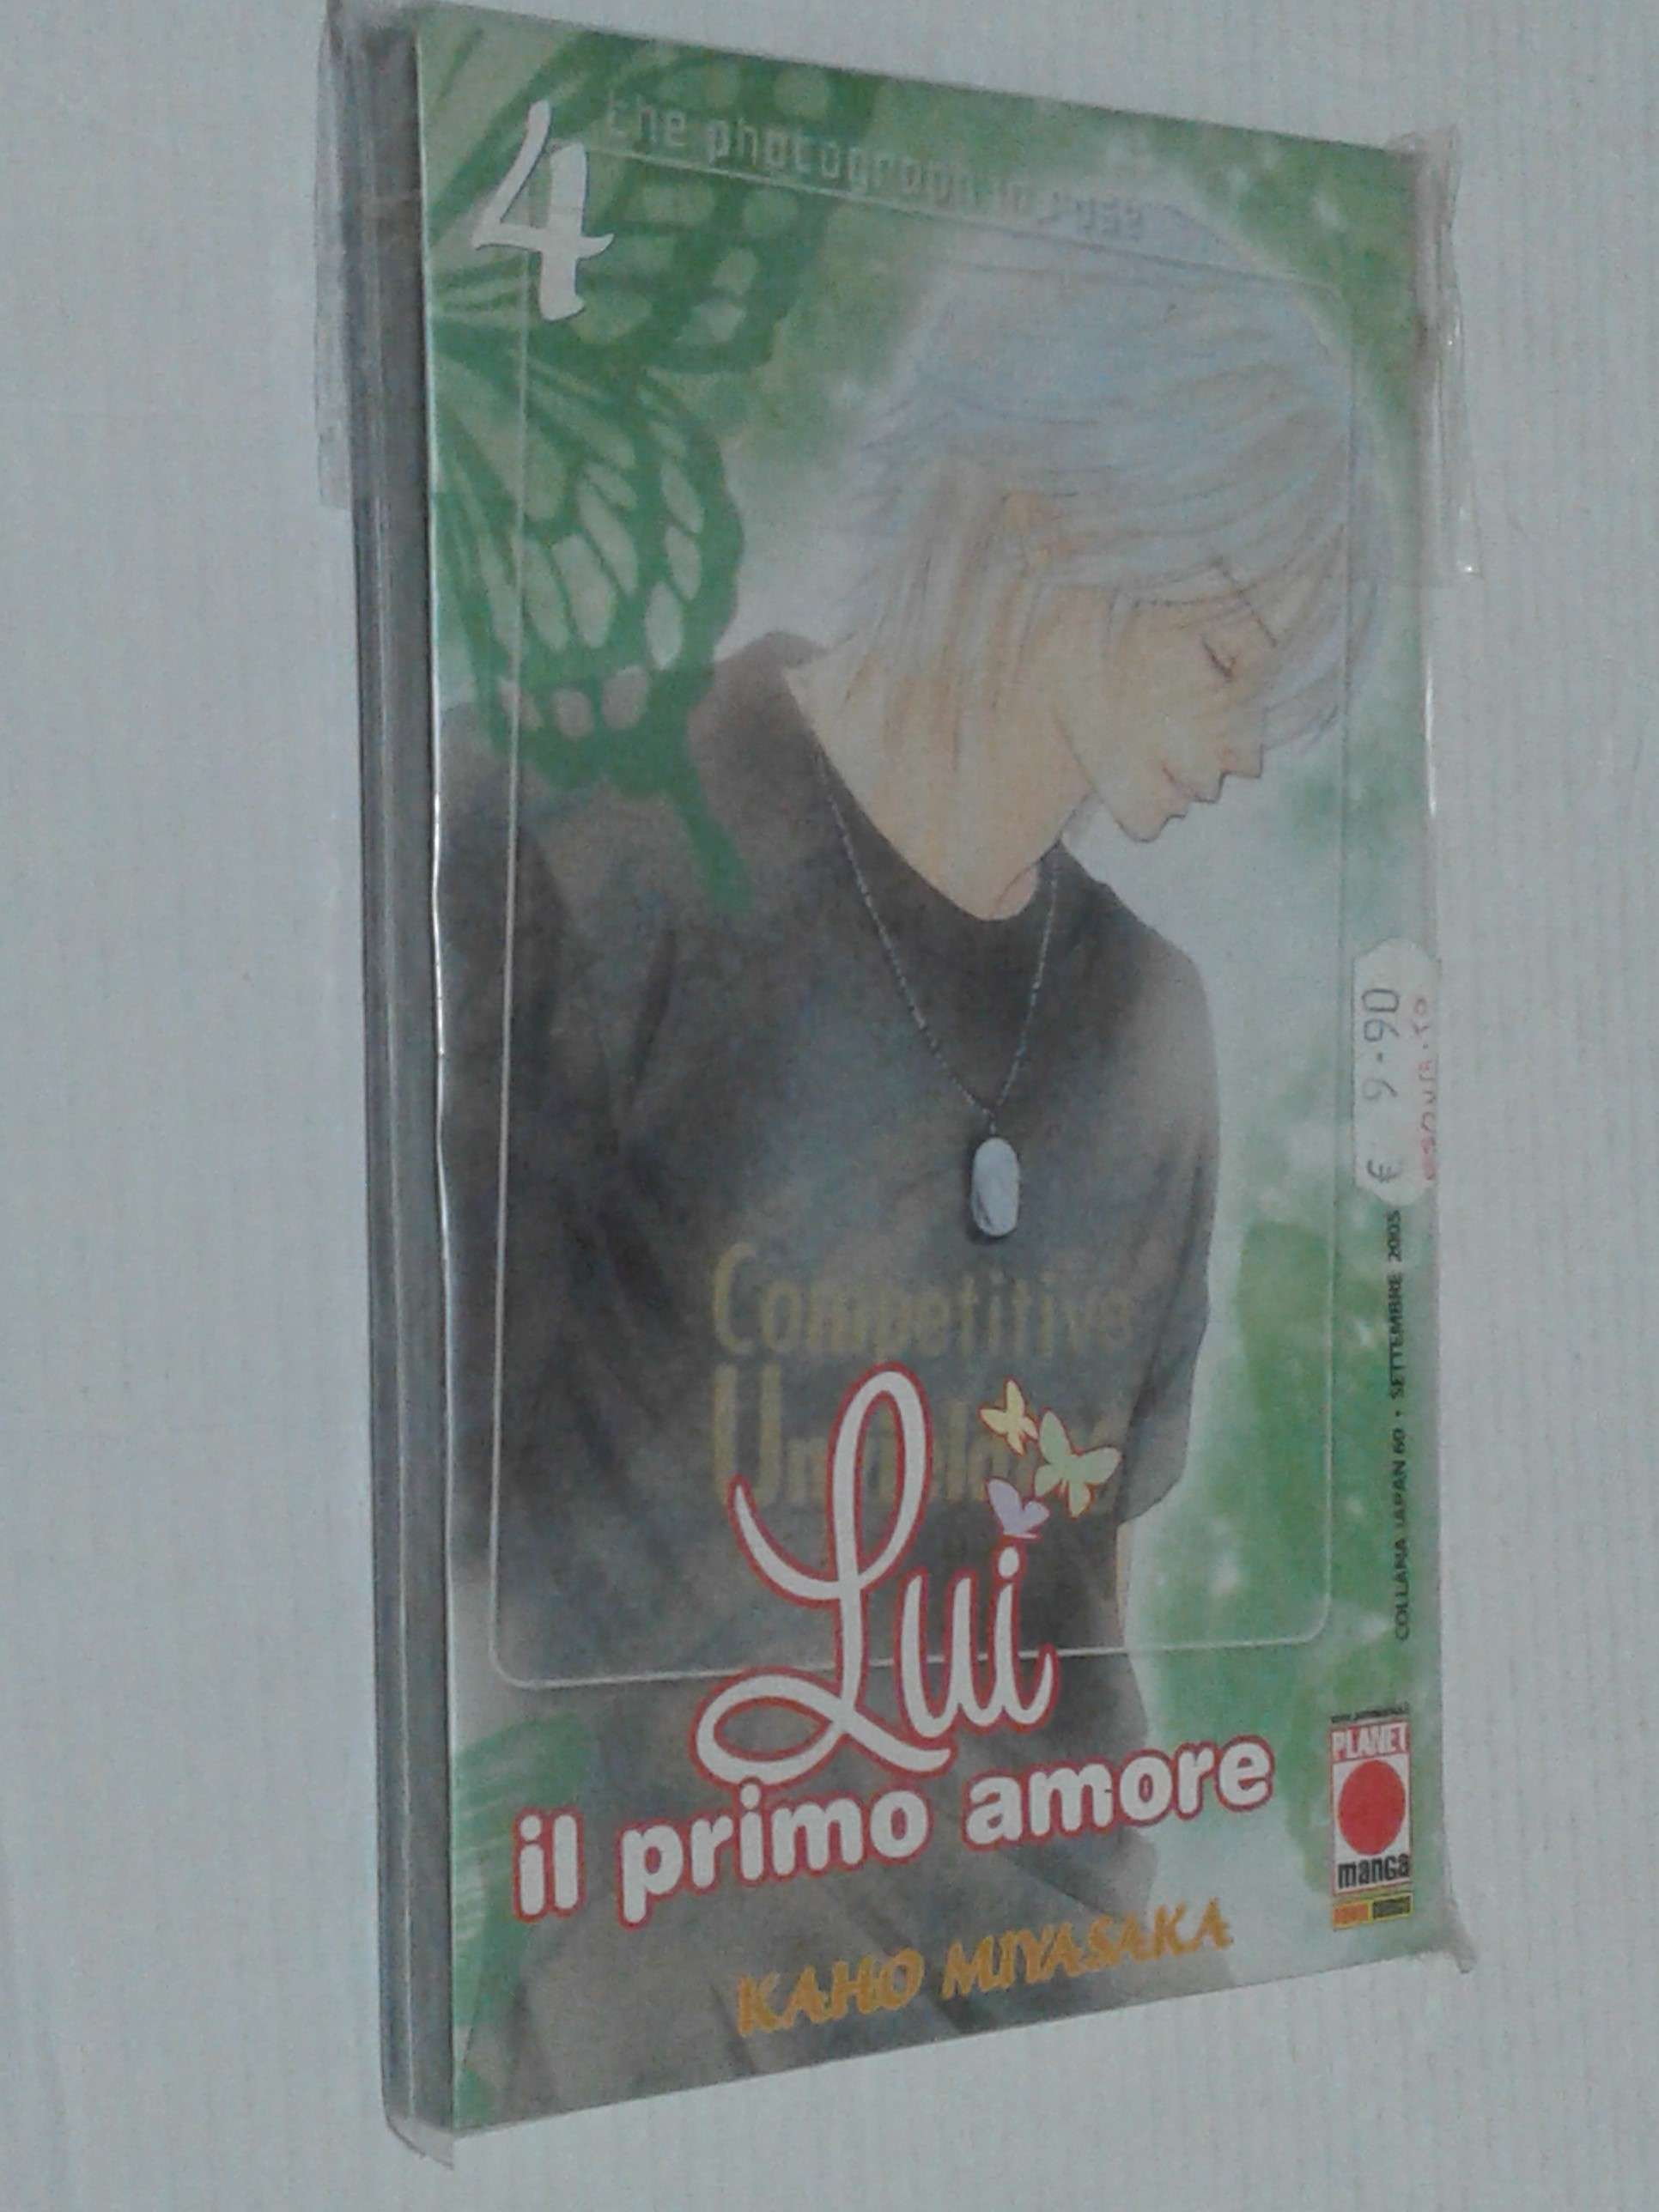 4
the photograph in
Competitive
Lui
il primo amore
KAHO MIYASAKA
€ 9.90
COLLANA JAPAN 60 • SETTEMBRE 2005
PLANET
manga